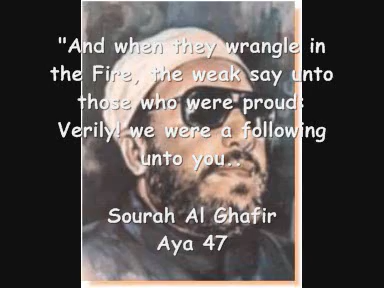 "And when they wrangle in
the Fire, the weak say unto
those who were proud:
Verily! we were a following
unto you..
Sourah Al Ghafir
Aya 47